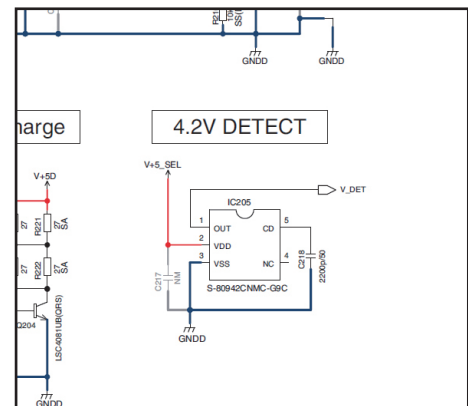 GNDD
GNDD
harge
4.2V DETECT
V+5_SEL
V+5D
V_DET
IC205
1
OUT
CD
5
2
VDD
3
VSS
NC
4
S-80942CNMC-G9C
C217
NM
C218
2200p/50
GNDD
27
R221
27
SA
27
R222
27
SA
Q204
LSC4081UB(QRS)
GNDD